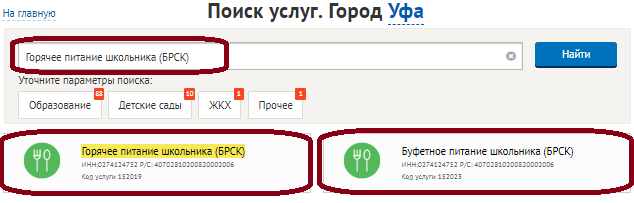 На главную
Поиск услуг. Город Уфа
Горячее питание школьника (БРСК)
Найти
Уточните параметры поиска:
Образование 88
Детские сады 10
ЖКХ 1
Прочее 1
Горячее питание школьника (БРСК)
ИНН:0274124752 Р/С: 40702810200820002006
Код услуги 152019
Буфетное питание школьника (БРСК)
ИНН:0274124752 Р/С: 40702810200820002006
Код услуги 152023